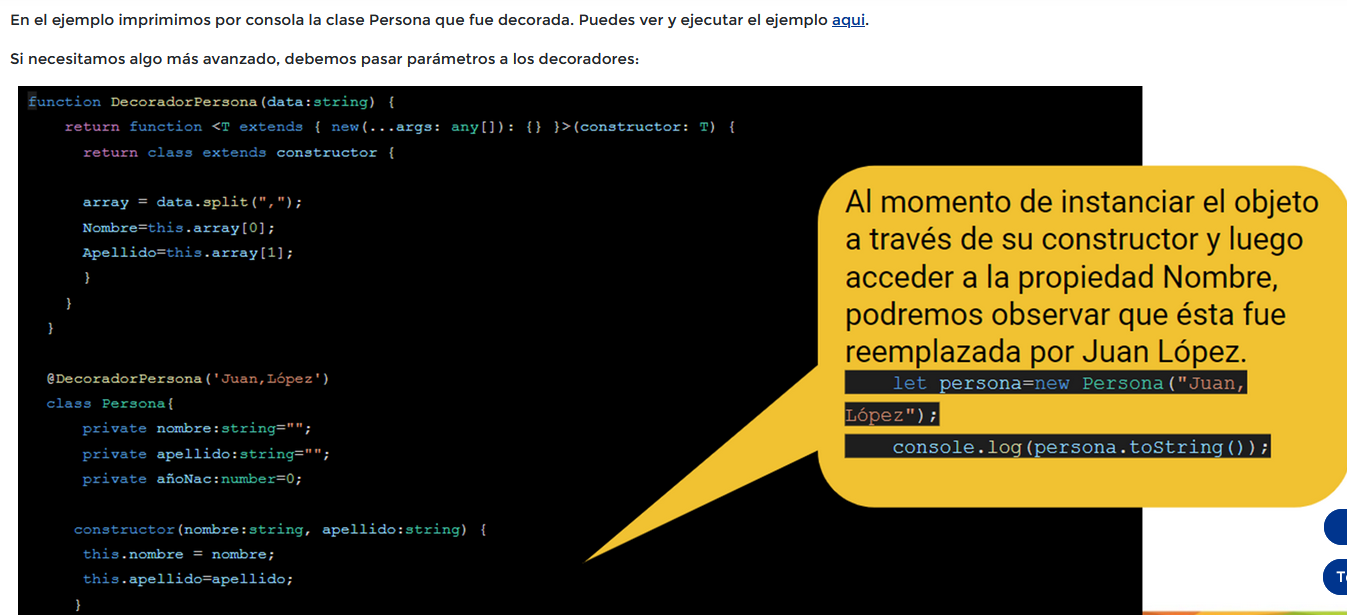 En el ejemplo imprimimos por consola la clase Persona que fue decorada. Puedes ver y ejecutar el ejemplo aqui.
Si necesitamos algo más avanzado, debemos pasar parámetros a los decoradores:
function DecoradorPersona(data:string) {
return function <T extends { new(...args: any[]): {} }>(constructor: T) {
return class extends constructor {
array = data.split(",");
Nombre=this.array[0];
Apellido=this.array[1];
}
}
}
@DecoradorPersona('Juan,López')
class Persona{
private nombre:string="";
private apellido:string="";
private añoNac:number=0;
constructor(nombre:string, apellido:string) {
this.nombre = nombre;
this.apellido=apellido;
}
Al momento de instanciar el objeto
a través de su constructor y luego
acceder a la propiedad Nombre,
podremos observar que ésta fue
reemplazada por Juan López.
let persona=new Persona("Juan,
López");
console.log(persona.toString());